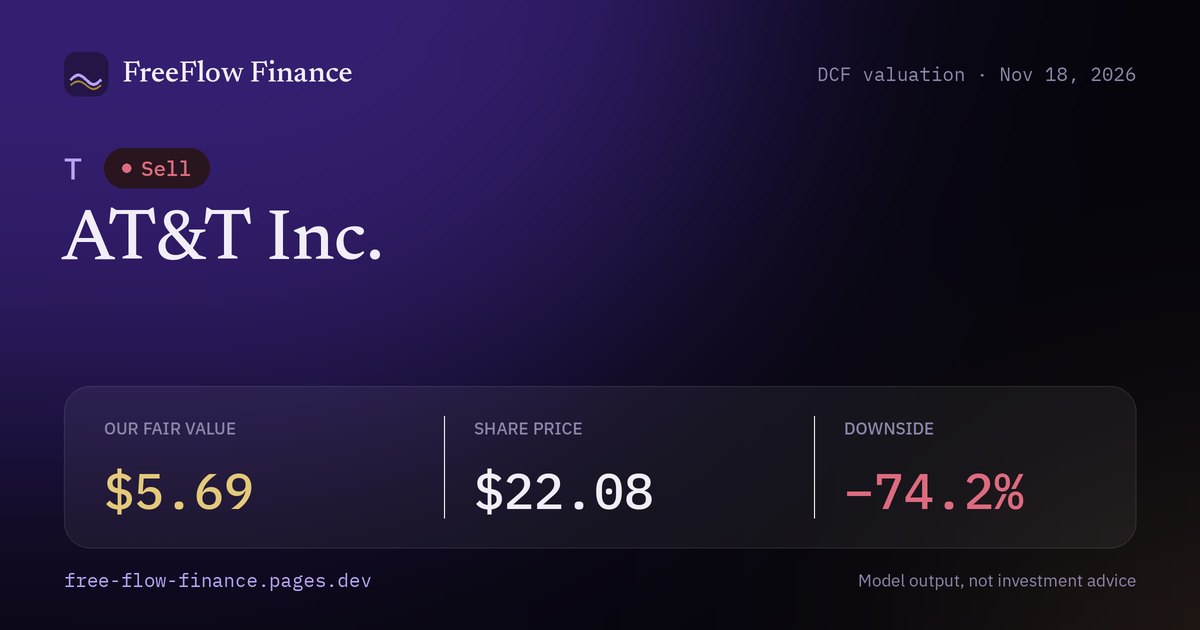 FreeFlow Finance
DCF valuation · Nov 18, 2026
T
Sell
AT&T Inc.
OUR FAIR VALUE
SHARE PRICE
DOWNSIDE
$5.69
$22.08
−74.2%
free-flow-finance.pages.dev
Model output, not investment advice